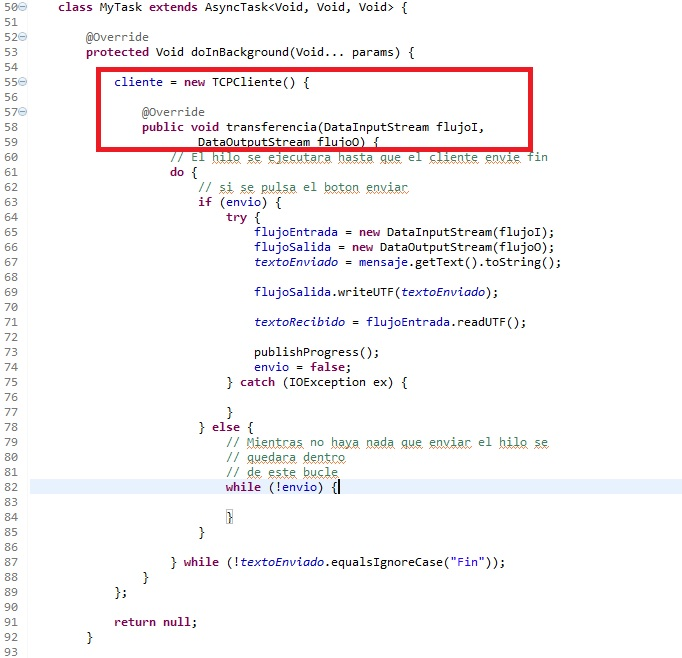 50 class MyTask extends AsyncTask<Void, Void, Void> {
51
52 @Override
53 protected Void doInBackground(Void... params) {
54
55 cliente = new TCPCliente() {
56
57 @Override
58 public void transferencia(DataInputStream flujoI,
59 DataOutputStream flujoO) {
60 // El hilo se ejecutara hasta que el cliente envie fin
61 do {
62 // si se pulsa el boton enviar
63 if (envio) {
64 try {
65 flujoEntrada = new DataInputStream(flujoI);
66 flujoSalida = new DataOutputStream(flujoO);
67 textoEnviado = mensaje.getText().toString();
68
69 flujoSalida.writeUTF(textoEnviado);
70
71 textoRecibido = flujoEntrada.readUTF();
72
73 publishProgress();
74 envio = false;
75 } catch (IOException ex) {
76
77 }
78 } else {
79 // Mientras no haya nada que enviar el hilo se
80 // quedara dentro
81 // de este bucle
82 while (!envio) {
83
84 }
85 }
86
87 } while (!textoEnviado.equalsIgnoreCase("Fin"));
88 }
89 };
90
91 return null;
92 }
93